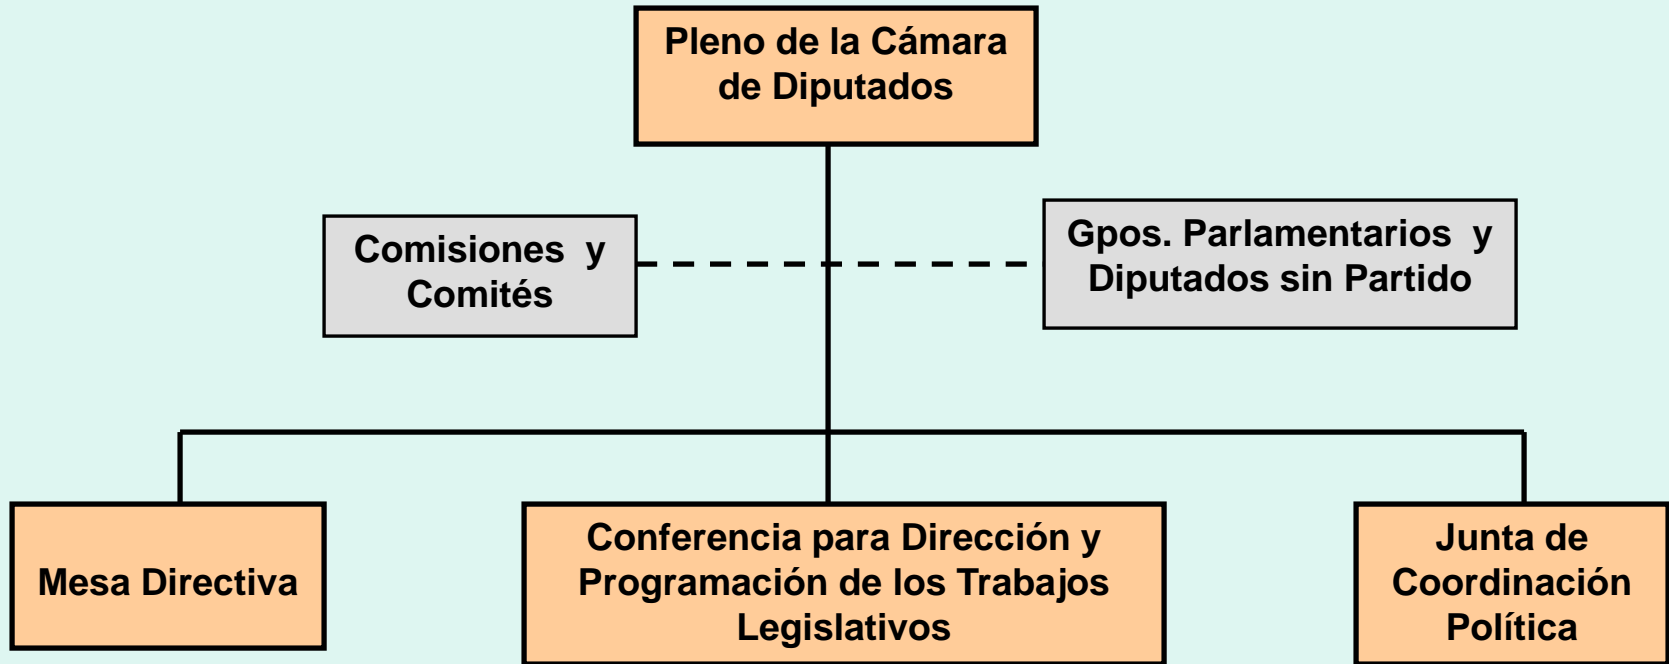 Pleno de la Cámara
de Diputados
Comisiones y
Comités
Gpos. Parlamentarios y
Diputados sin Partido
Mesa Directiva
Conferencia para Dirección y
Programación de los Trabajos
Legislativos
Junta de
Coordinación
Política